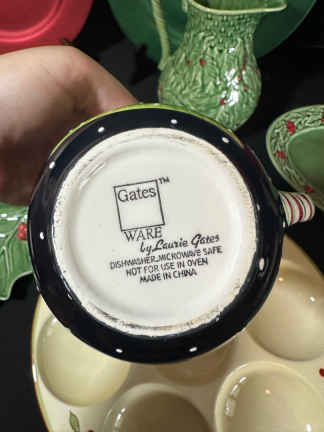 Gates™
WARE
by Laurie Gates
DISHWASHER, MICROWAVE SAFE
NOT FOR USE IN OVEN
MADE IN CHINA